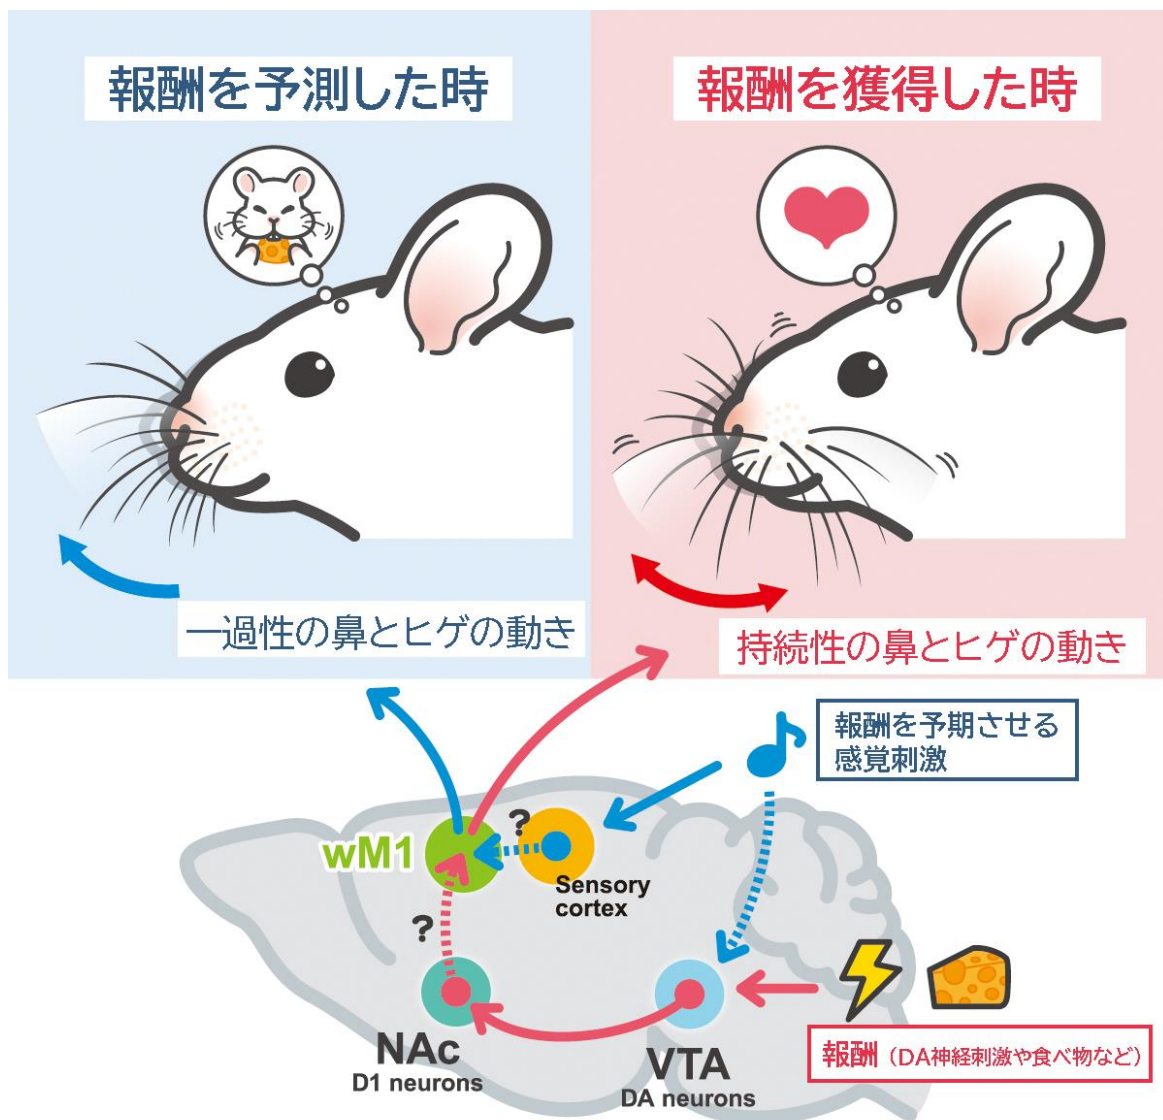 報酬を予測した時
報酬を獲得した時
一過性の鼻とヒゲの動き
持続性の鼻とヒゲの動き
報酬を予期させる
感覚刺激
?
wM1
Sensory
cortex
?
NAc
D1 neurons
VTA
DA neurons
報酬（DA神経刺激や食べ物など）